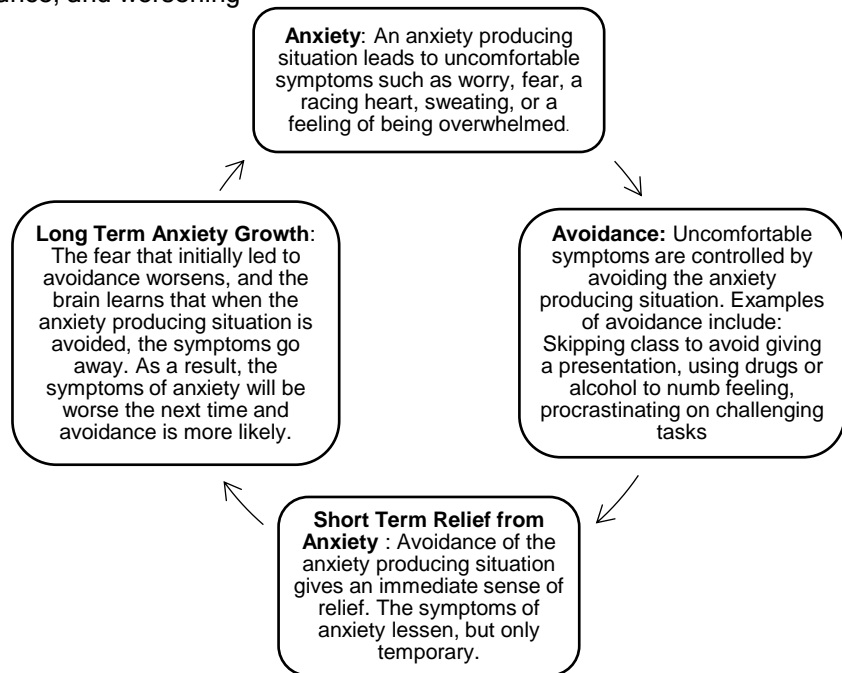 and worsening
Anxiety: An anxiety producing
situation leads to uncomfortable
symptoms such as worry, fear, a
racing heart, sweating, or a
feeling of being overwhelmed.
Avoidance: Uncomfortable
symptoms are controlled by
avoiding the anxiety
producing situation. Examples
of avoidance include:
Skipping class to avoid giving
a presentation, using drugs or
alcohol to numb feeling,
procrastinating on challenging
tasks
Short Term Relief from
Anxiety : Avoidance of the
anxiety producing situation
gives an immediate sense of
relief. The symptoms of
anxiety lessen, but only
temporary.
Long Term Anxiety Growth:
The fear that initially led to
avoidance worsens, and the
brain learns that when the
anxiety producing situation is
avoided, the symptoms go
away. As a result, the
symptoms of anxiety will be
worse the next time and
avoidance is more likely.